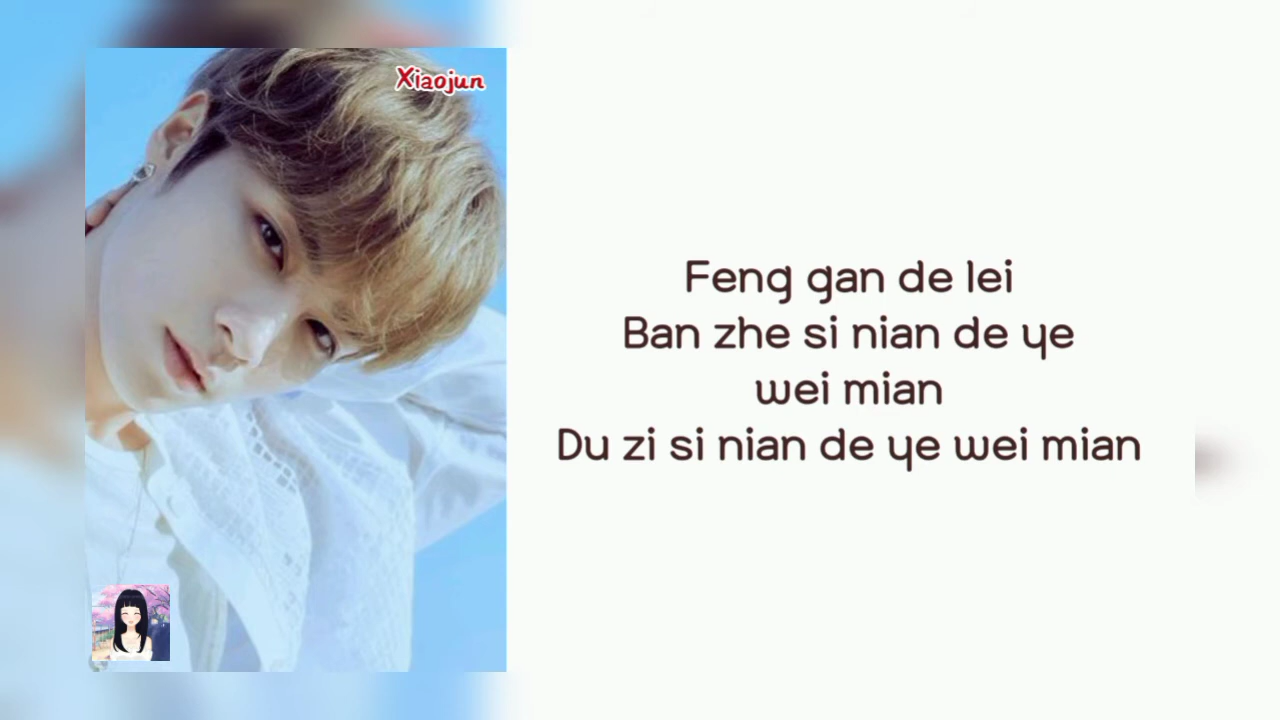 Xiaojun
Feng gan de lei
Ban zhe si nian de ye
wei mian
Du zi si nian de ye wei mian